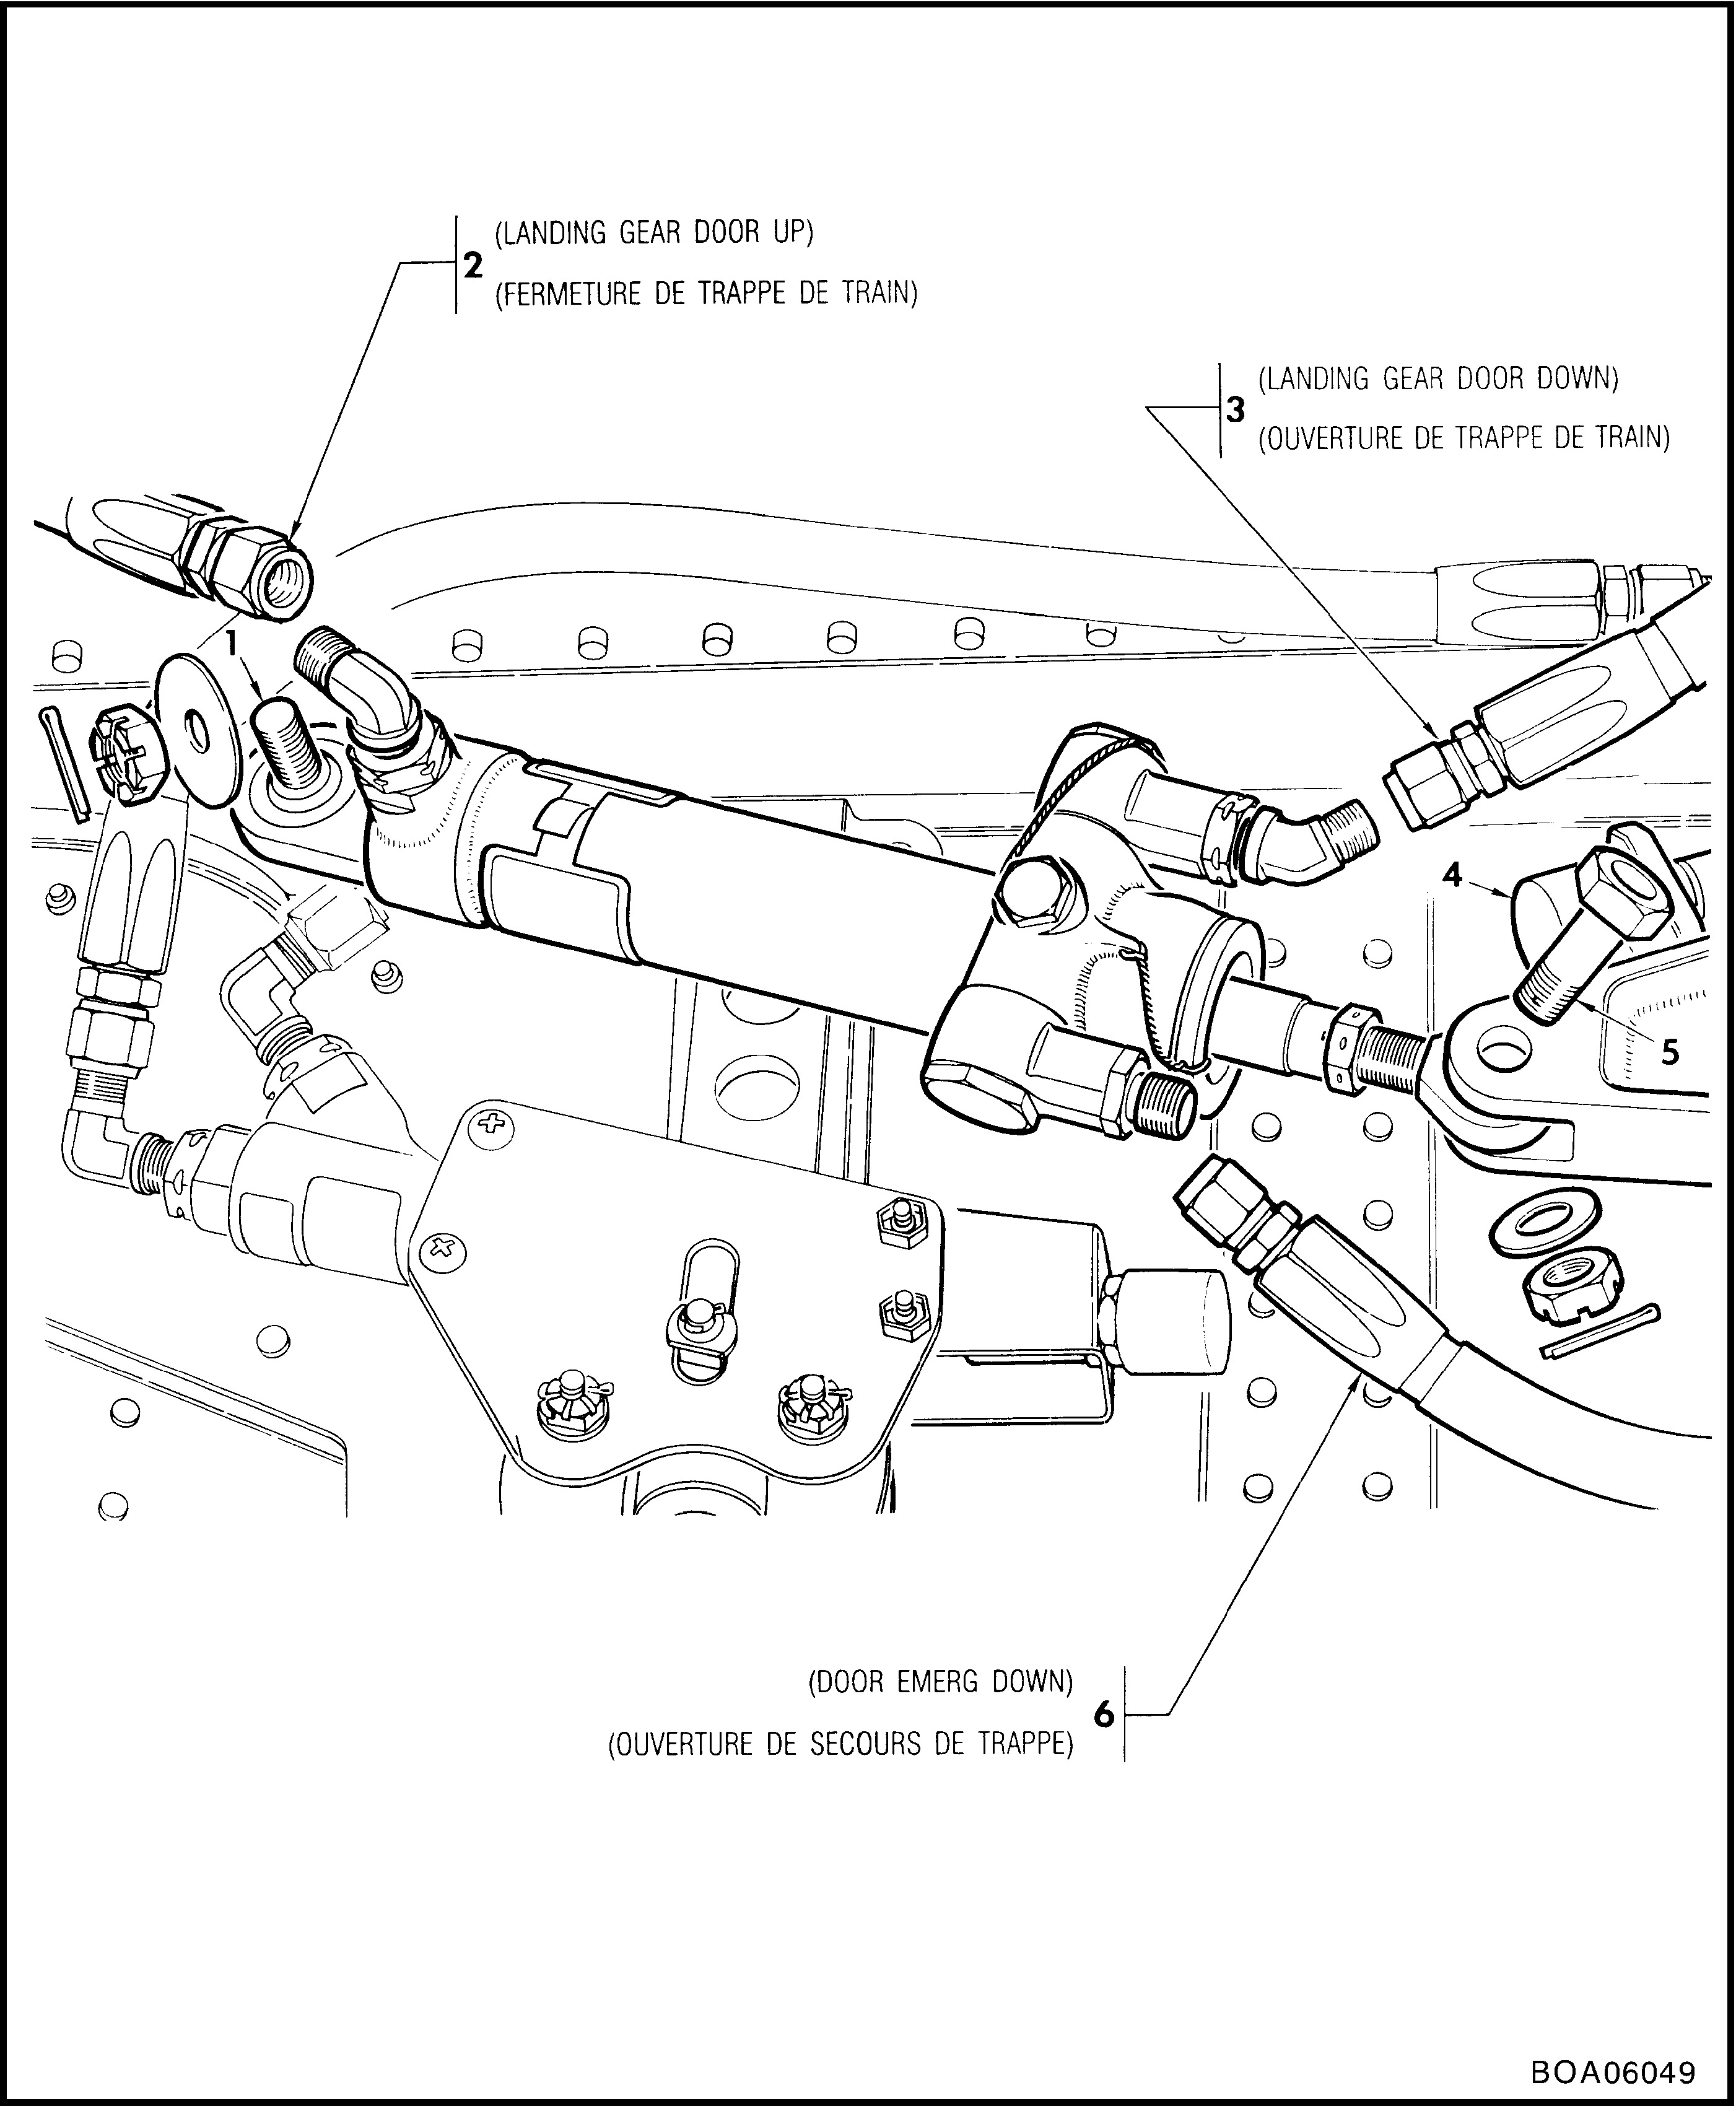 2
(LANDING GEAR DOOR UP)
(FERMETURE DE TRAPPE DE TRAIN)
3
(LANDING GEAR DOOR DOWN)
(OUVERTURE DE TRAPPE DE TRAIN)
1
4
5
(DOOR EMERG DOWN)
(OUVERTURE DE SECOURS DE TRAPPE)
6
BOA06049